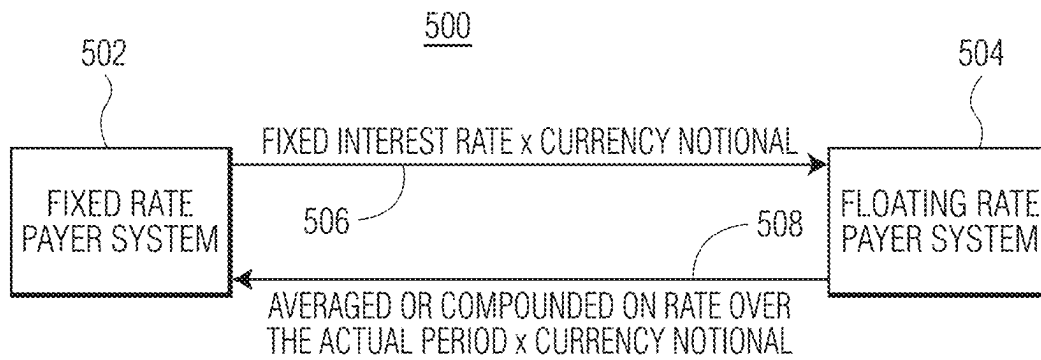 500
502
504
FIXED INTEREST RATE x CURRENCY NOTIONAL
FIXED RATE
PAYER SYSTEM
506
508
FLOATING RATE
PAYER SYSTEM
AVERAGED OR COMPOUNDED ON RATE OVER
THE ACTUAL PERIOD x CURRENCY NOTIONAL